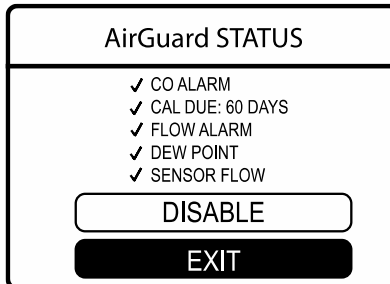 AirGuard STATUS
✓ CO ALARM
✓ CAL DUE: 60 DAYS
✓ FLOW ALARM
✓ DEW POINT
✓ SENSOR FLOW
DISABLE
EXIT